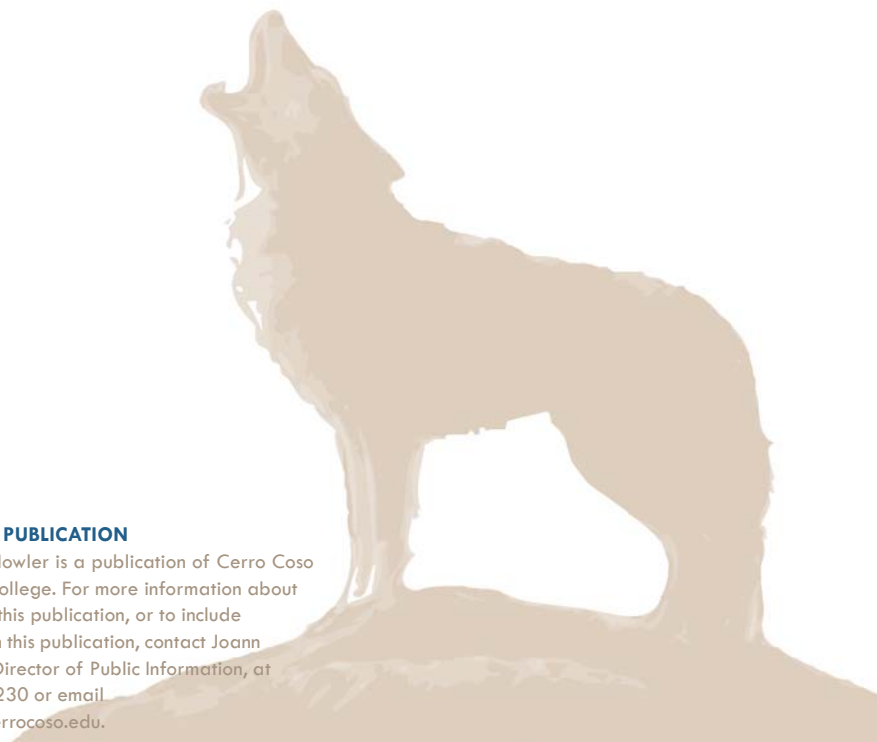 PUBLICATION
owler is a publication of Cerro Coso
ollege. For more information about
this publication, or to include
this publication, contact Joann
Director of Public Information, at
230 or email
rrocoso.edu.